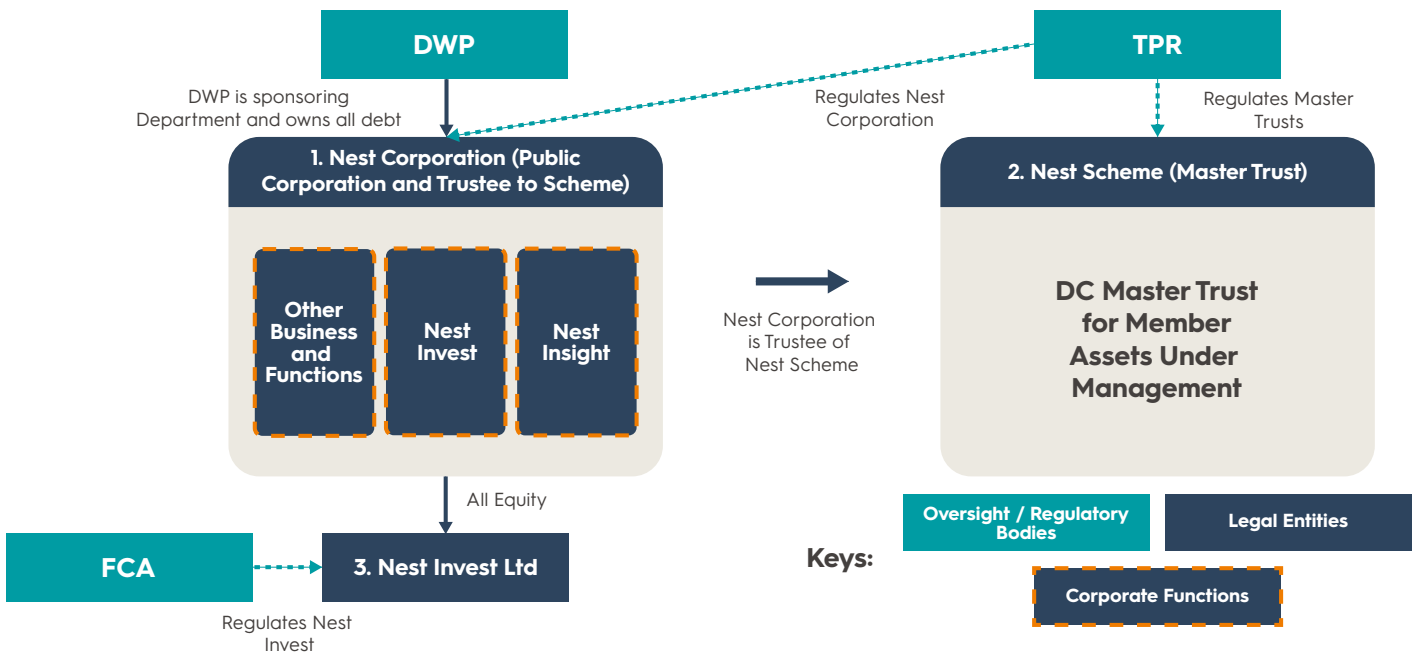 DWP
TPR
DWP is sponsoring
Department and owns all debt
Regulates Nest
Corporation
Regulates Master
Trusts
1. Nest Corporation (Public
Corporation and Trustee to Scheme)
2. Nest Scheme (Master Trust)
Other
Business
and
Functions
Nest
Invest
Nest
Insight
Nest Corporation
is Trustee of
Nest Scheme
DC Master Trust
for Member
Assets Under
Management
All Equity
FCA
3. Nest Invest Ltd
Regulates Nest
Invest
Keys:
Oversight / Regulatory
Bodies
Legal Entities
Corporate Functions